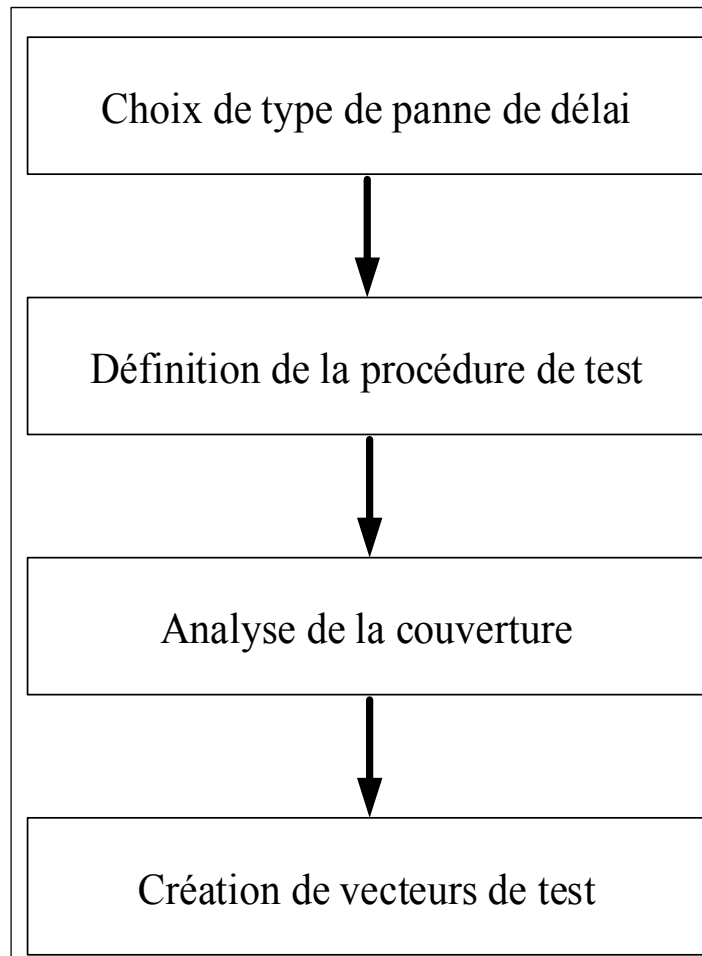 Choix de type de panne de délai
Définition de la procédure de test
Analyse de la couverture
Création de vecteurs de test